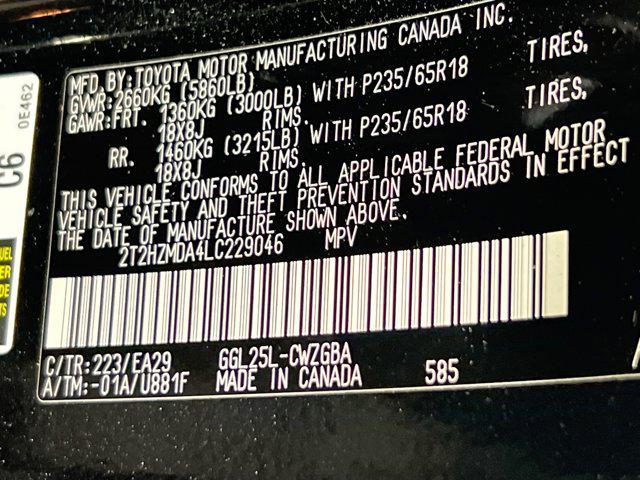 MFD. BY: TOYOTA MOTOR MANUFACTURING CANADA INC.
GVWR: 2660KG (5860LB)
GAWR: FRT. 1360KG (3000LB) WITH P235/65R18 TIRES,
18X8J RIMS.
RR. 1460KG (3215LB) WITH P235/65R18 TIRES,
18X8J RIMS.
THIS VEHICLE CONFORMS TO ALL APPLICABLE FEDERAL MOTOR
VEHICLE SAFETY AND THEFT PREVENTION STANDARDS IN EFFECT
THE DATE OF MANUFACTURE SHOWN ABOVE.
2T2HZMDA4LC229046 MPV
C/TR: 223/EA29 GGL25L-CWZGBA
A/TM: -01A/U881F MADE IN CANADA 585
0E462
C6